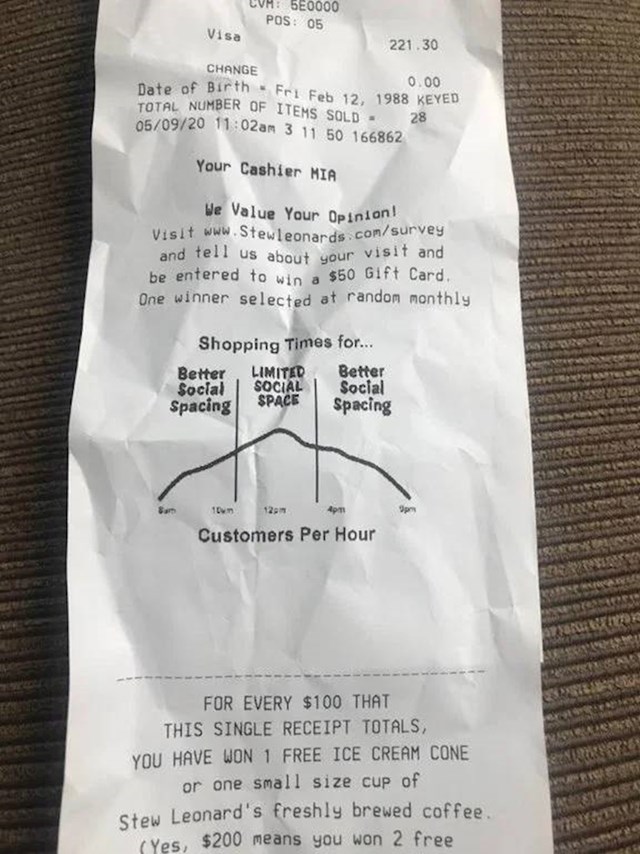 CVM: 5E0000
POS: 05
Visa 221.30
CHANGE 0.00
Date of Birth - Fri Feb 12, 1988 KEYED
TOTAL NUMBER OF ITEMS SOLD = 28
05/09/20 11:02am 3 11 50 166862
Your Cashier MIA
We Value Your Opinion!
Visit www.Stewleonards.com/survey
and tell us about your visit and
be entered to win a $50 Gift Card.
One winner selected at random monthly
Shopping Times for...
Better Social Spacing
LIMITED SOCIAL SPACE
Better Social Spacing
8am 10am 12pm 4pm 9pm
Customers Per Hour
FOR EVERY $100 THAT
THIS SINGLE RECEIPT TOTALS,
YOU HAVE WON 1 FREE ICE CREAM CONE
or one small size cup of
Stew Leonard's freshly brewed coffee.
(Yes, $200 means you won 2 free